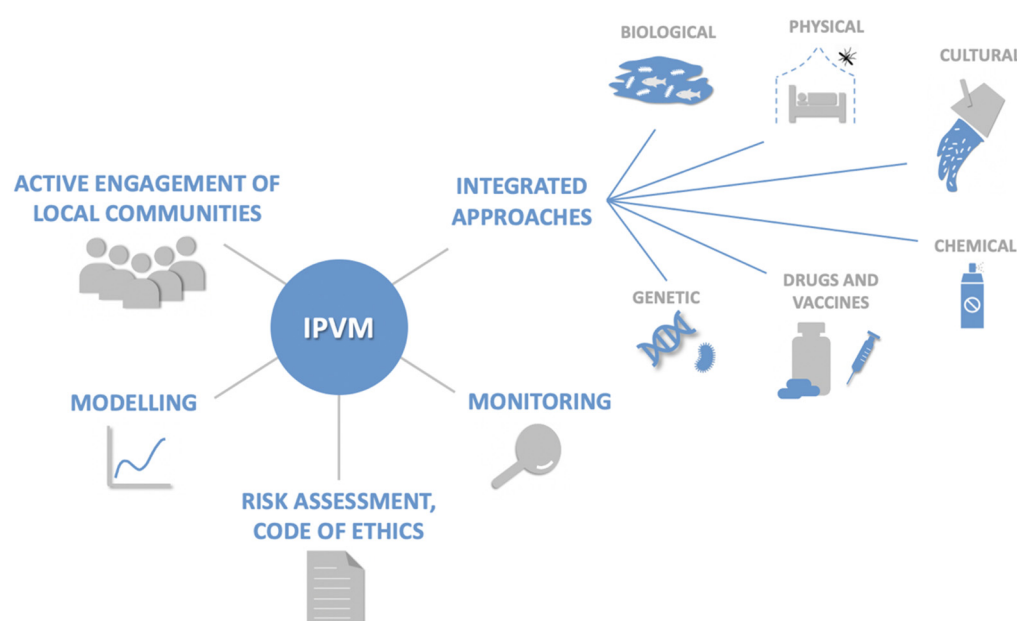 BIOLOGICAL
PHYSICAL
CULTURAL
ACTIVE ENGAGEMENT OF
LOCAL COMMUNITIES
INTEGRATED
APPROACHES
CHEMICAL
GENETIC
DRUGS AND
VACCINES
IPVM
MODELLING
MONITORING
RISK ASSESSMENT,
CODE OF ETHICS